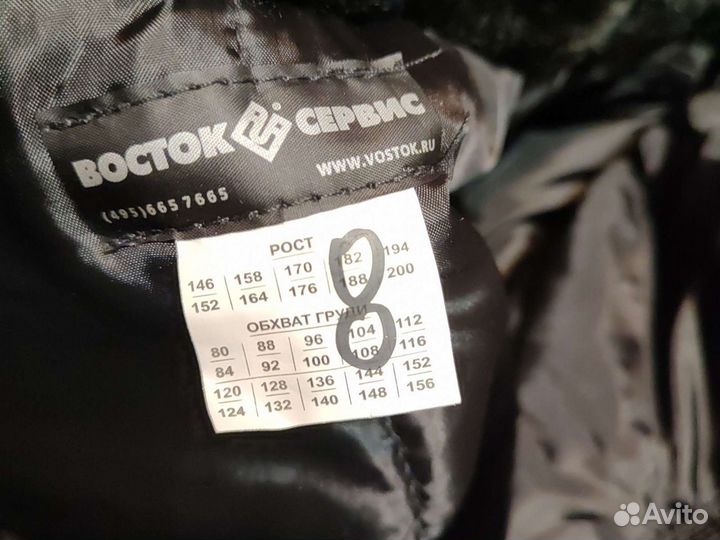 ВОСТОК СЕРВИС
WWW.VOSTOK.RU
(495)6657665
РОСТ
146 158 170 182 194
152 164 176 188 200
ОБХВАТ ГРУДИ
80 88 96 104 112
84 92 100 108 116
120 128 136 144 152
124 132 140 148 156
Avito